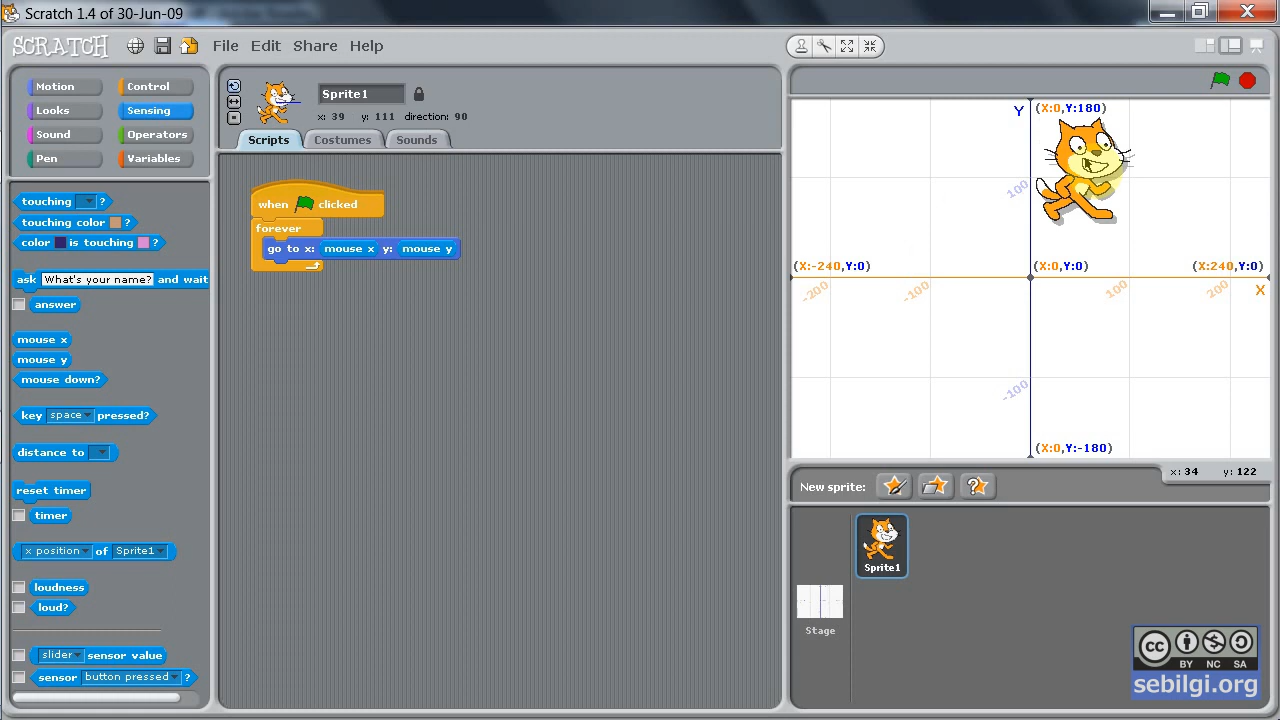 Scratch 1.4 of 30-Jun-09
SCRATCH File Edit Share Help
Motion Control
Looks Sensing
Sound Operators
Pen Variables
touching ?
touching color ?
color is touching ?
ask What's your name? and wait
answer
mouse x
mouse y
mouse down?
key space pressed?
distance to
reset timer
timer
x position of Sprite1
loudness
loud?
slider sensor value
sensor button pressed ?
Sprite1
x: 39 y: 111 direction: 90
Scripts Costumes Sounds
when clicked
forever
go to x: mouse x y: mouse y
Y (X:0,Y:180)
100
(X:-240,Y:0) (X:0,Y:0) (X:240,Y:0)
-200 -100 100 200 X
-100
(X:0,Y:-180)
x: 34 y: 122
New sprite:
Sprite1
Stage
cc
BY NC SA
sebilgi.org